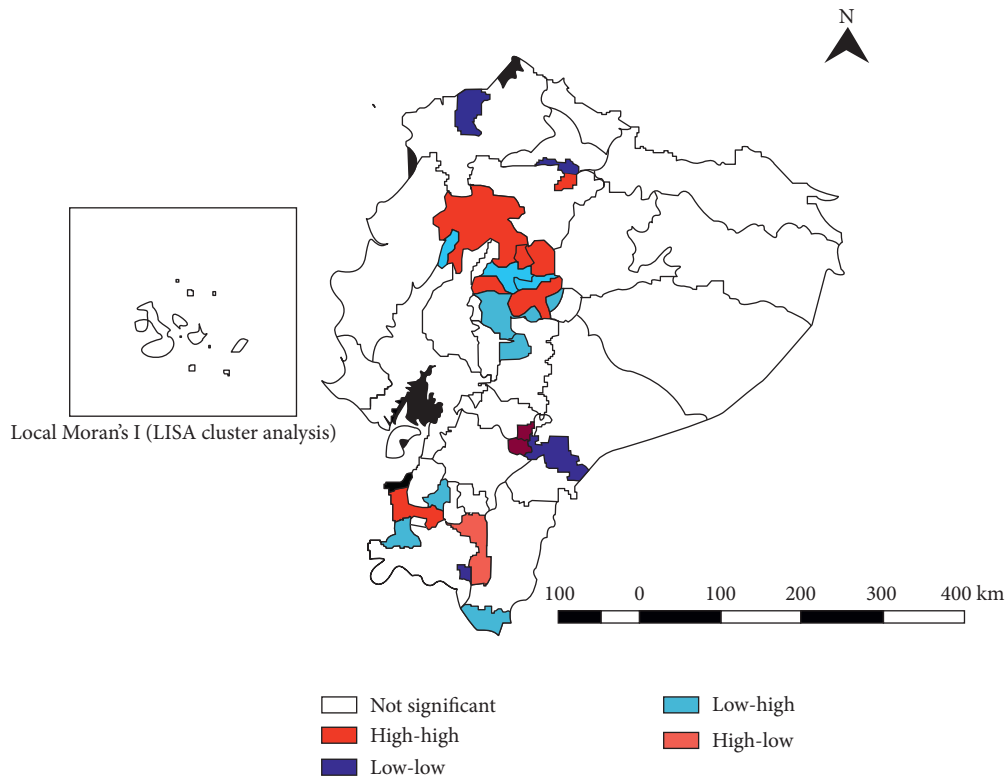 N
Local Moran's I (LISA cluster analysis)
100 0 100 200 300 400 km
Not significant
High-high
Low-low
Low-high
High-low